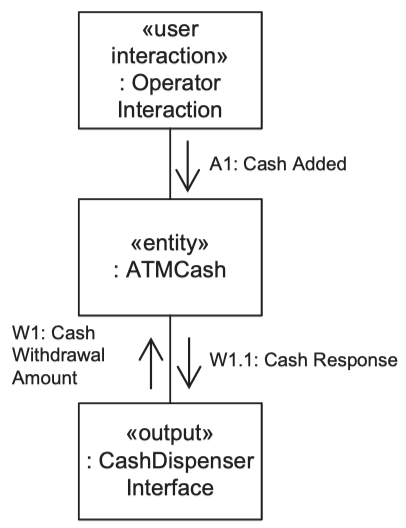 «user
interaction»
: Operator
Interaction
A1: Cash Added
«entity»
: ATMCash
W1: Cash
Withdrawal
Amount
W1.1: Cash Response
«output»
: CashDispenser
Interface